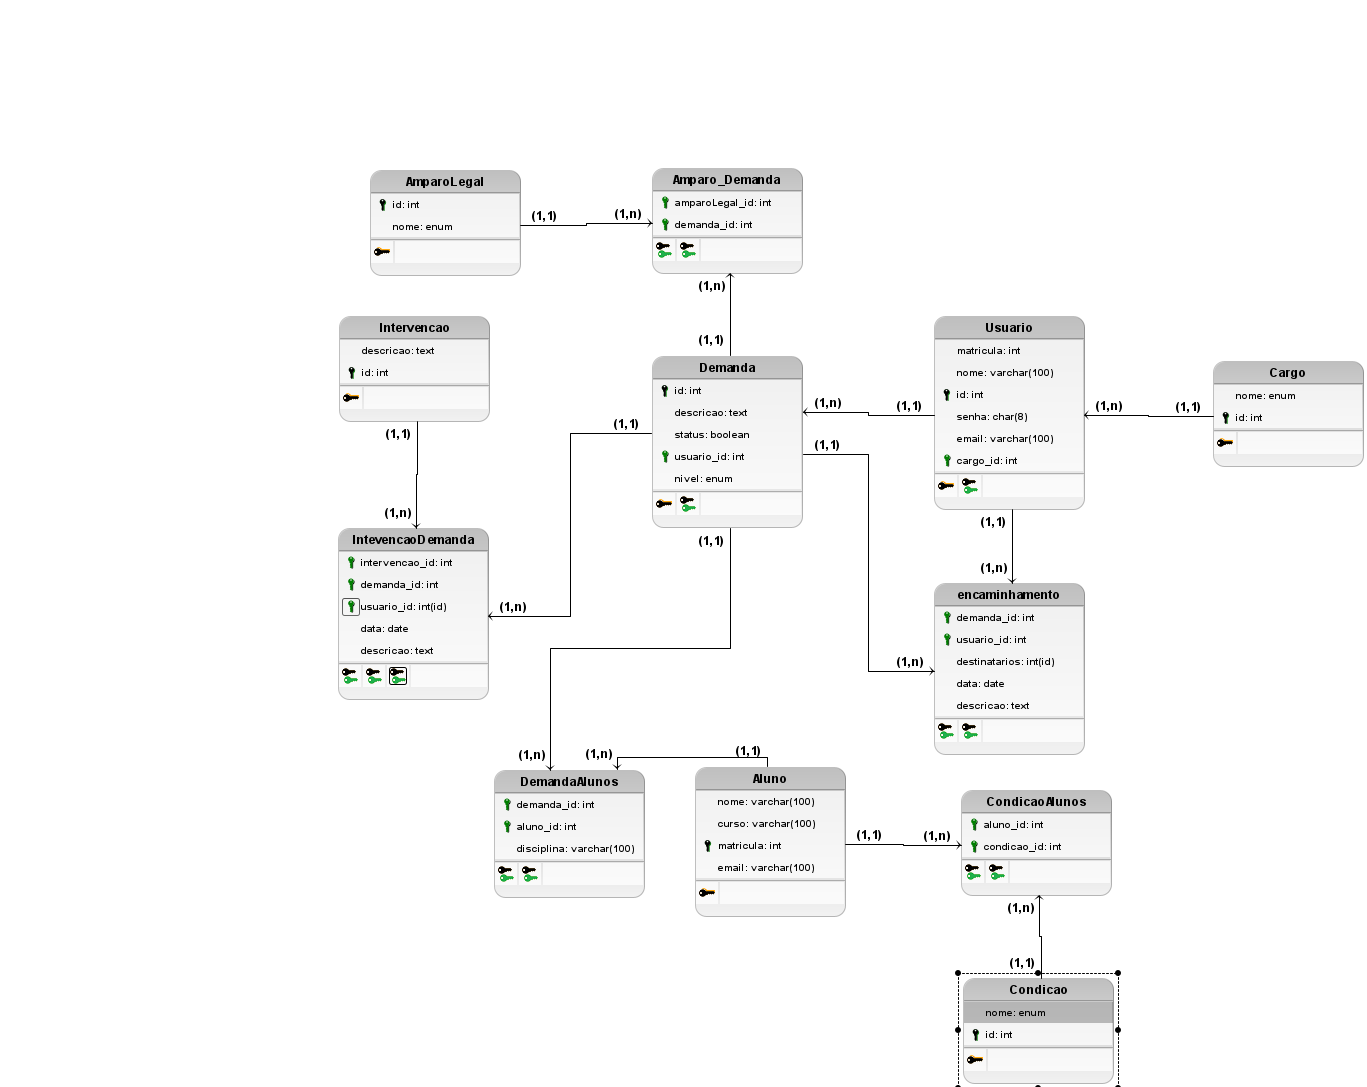 AmparoLegal
id: int
nome: enum
(1,1)
(1,n)
Amparo_Demanda
amparoLegal_id: int
demanda_id: int
(1,n)
(1,1)
Intervencao
descricao: text
id: int
(1,1)
(1,n)
Demanda
id: int
descricao: text
status: boolean
usuario_id: int
nivel: enum
(1,1)
(1,n)
(1,1)
(1,1)
(1,1)
Usuario
matricula: int
nome: varchar(100)
id: int
senha: char(8)
email: varchar(100)
cargo_id: int
(1,n)
(1,1)
Cargo
nome: enum
id: int
(1,1)
(1,n)
IntevencaoDemanda
intervencao_id: int
demanda_id: int
usuario_id: int(id)
data: date
descricao: text
(1,n)
encaminhamento
demanda_id: int
usuario_id: int
destinatarios: int(id)
data: date
descricao: text
(1,n)
(1,n)
(1,n)
(1,1)
DemandaAlunos
demanda_id: int
aluno_id: int
disciplina: varchar(100)
Aluno
nome: varchar(100)
curso: varchar(100)
matricula: int
email: varchar(100)
(1,1)
(1,n)
CondicaoAlunos
aluno_id: int
condicao_id: int
(1,n)
(1,1)
Condicao
nome: enum
id: int